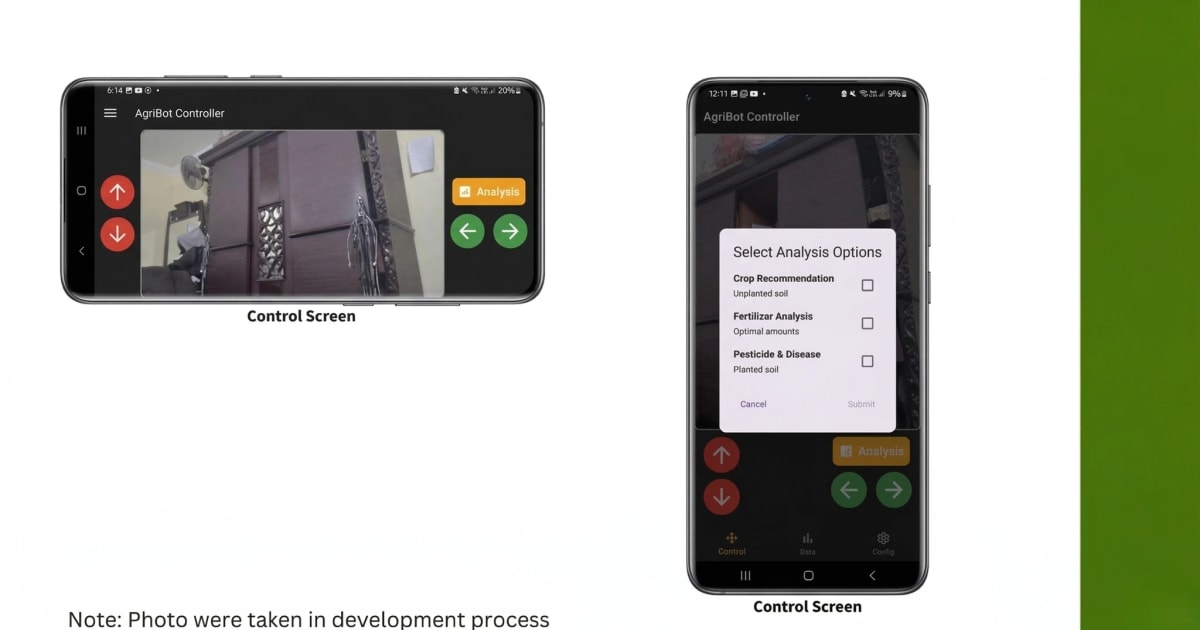 6:14
20%
AgriBot Controller
Analysis
Control Screen
12:11
9%
AgriBot Controller
Select Analysis Options
Crop Recommendation
Unplanted soil
Fertilizar Analysis
Optimal amounts
Pesticide & Disease
Planted soil
Cancel
Submit
Analysis
Control
Data
Config
Control Screen
Note: Photo were taken in development process